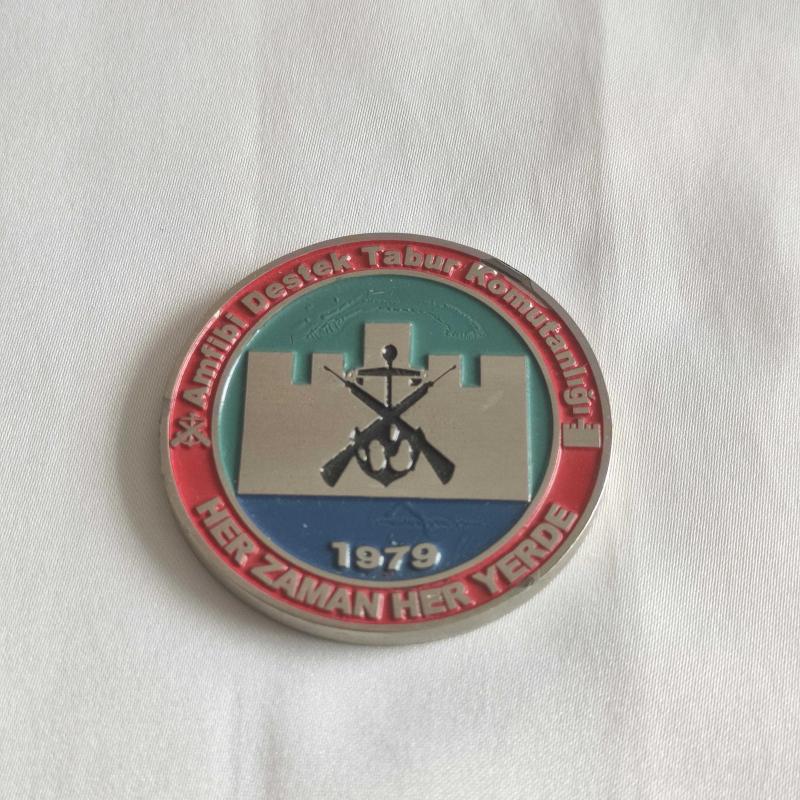 Amfibi Destek Tabur Komutanlığı
1979
HER ZAMAN HER YERDE